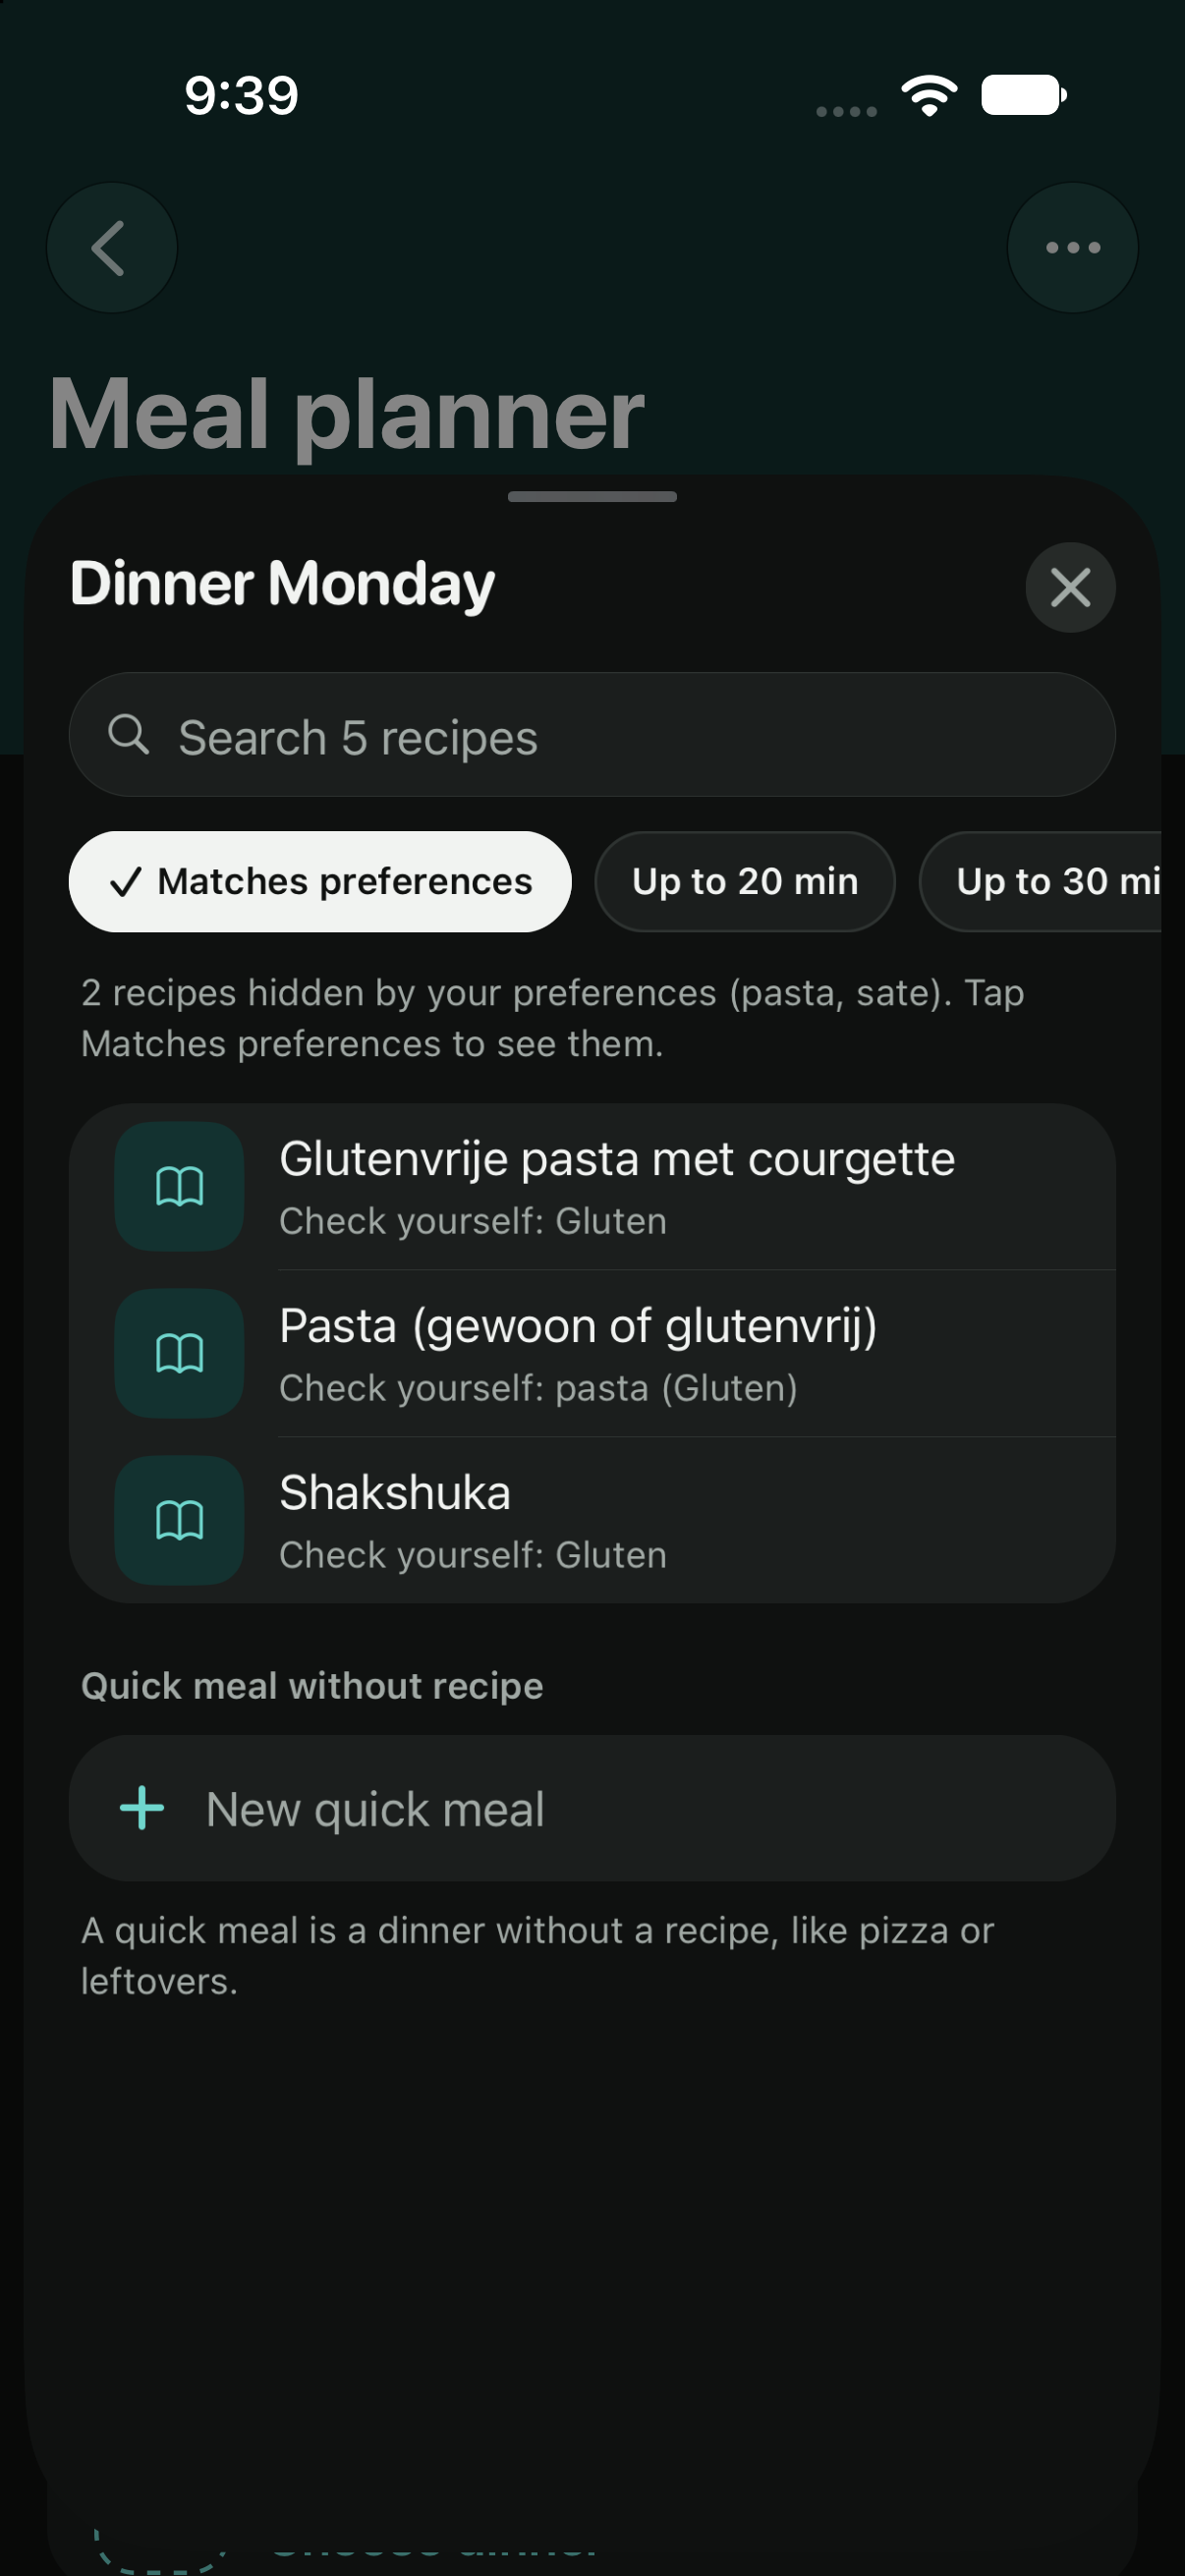 9:39
Meal planner
Dinner Monday
Search 5 recipes
✓ Matches preferences
Up to 20 min
Up to 30 mi
2 recipes hidden by your preferences (pasta, sate). Tap
Matches preferences to see them.
Glutenvrije pasta met courgette
Check yourself: Gluten
Pasta (gewoon of glutenvrij)
Check yourself: pasta (Gluten)
Shakshuka
Check yourself: Gluten
Quick meal without recipe
New quick meal
A quick meal is a dinner without a recipe, like pizza or
leftovers.